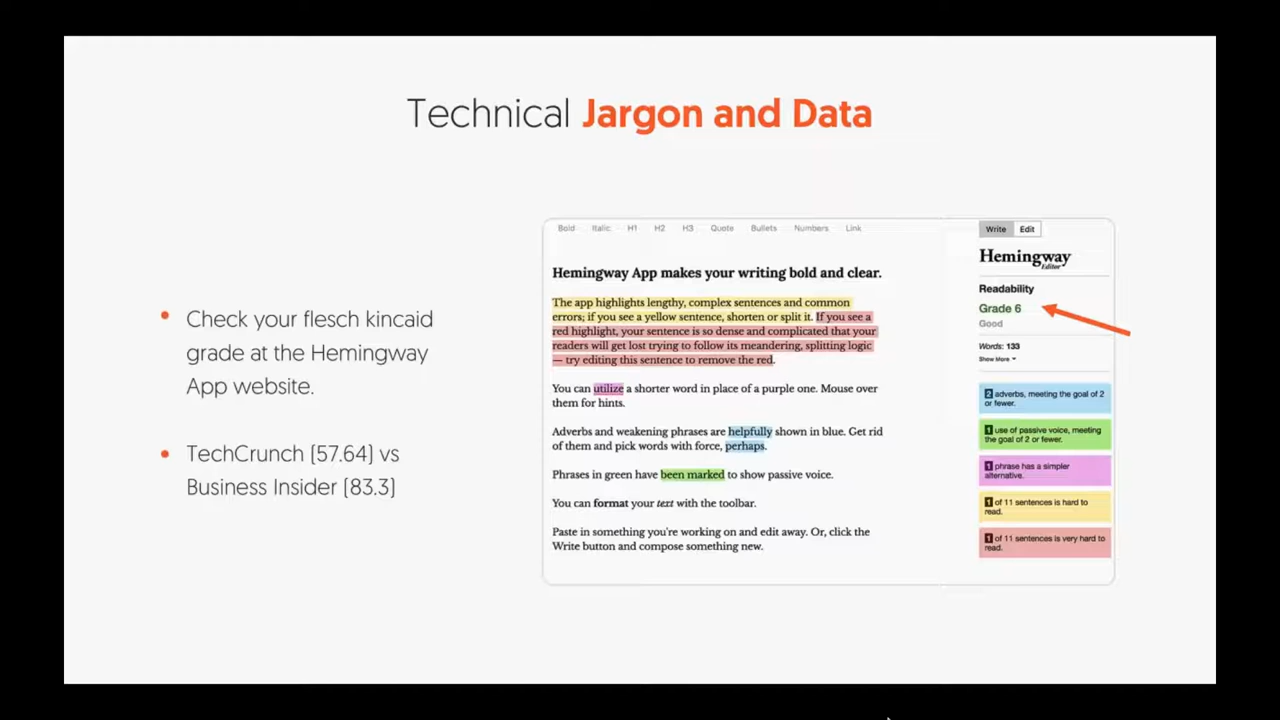 Technical Jargon and Data
Check your flesch kincaid
grade at the Hemingway
App website.
TechCrunch (57.64) vs
Business Insider (83.3)
Bold Italic H1 H2 H3 Quote Bullets Numbers Link
Hemingway App makes your writing bold and clear.
The app highlights lengthy, complex sentences and common
errors; if you see a yellow sentence, shorten or split it. If you see a
red highlight, your sentence is so dense and complicated that your
readers will get lost trying to follow its meandering, splitting logic
— try editing this sentence to remove the red.
You can utilize a shorter word in place of a purple one. Mouse over
them for hints.
Adverbs and weakening phrases are helpfully shown in blue. Get rid
of them and pick words with force, perhaps.
Phrases in green have been marked to show passive voice.
You can format your text with the toolbar.
Paste in something you're working on and edit away. Or, click the
Write button and compose something new.
Write Edit
Hemingway
Editor
Readability
Grade 6
Good
Words: 133
Show More
2 adverbs, meeting the goal of 2
or fewer.
1 use of passive voice, meeting
the goal of 2 or fewer.
1 phrase has a simpler
alternative.
1 of 11 sentences is hard to
read.
1 of 11 sentences is very hard to
read.